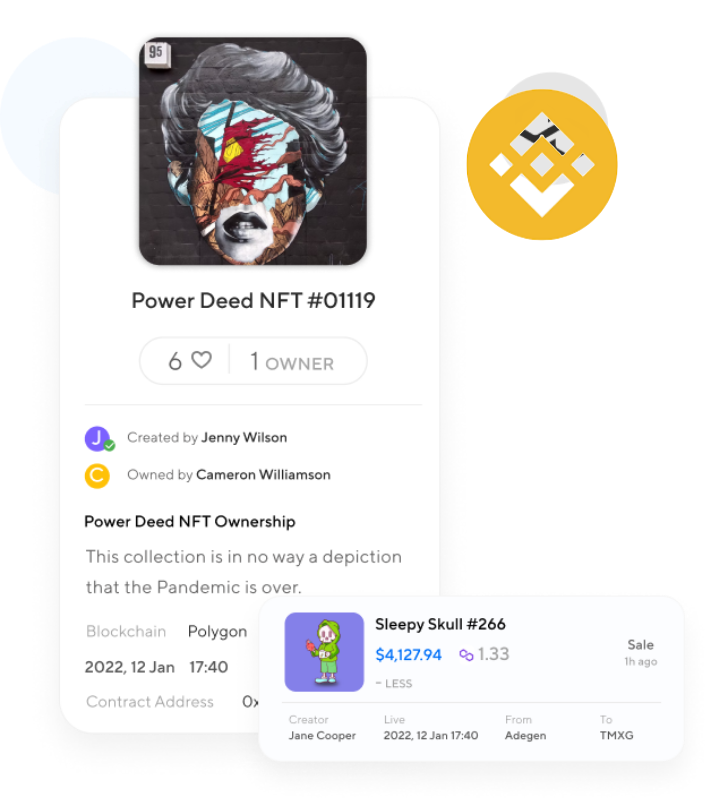 95
Power Deed NFT #01119
6 1 OWNER
J Created by Jenny Wilson
C Owned by Cameron Williamson
Power Deed NFT Ownership
This collection is in no way a depiction
that the Pandemic is over.
Blockchain Polygon
2022, 12 Jan 17:40
Contract Address 0x
Sleepy Skull #266
$4,127.94 1.33
- LESS
Sale
1h ago
Creator Live From To
Jane Cooper 2022, 12 Jan 17:40 Adegen TMXG